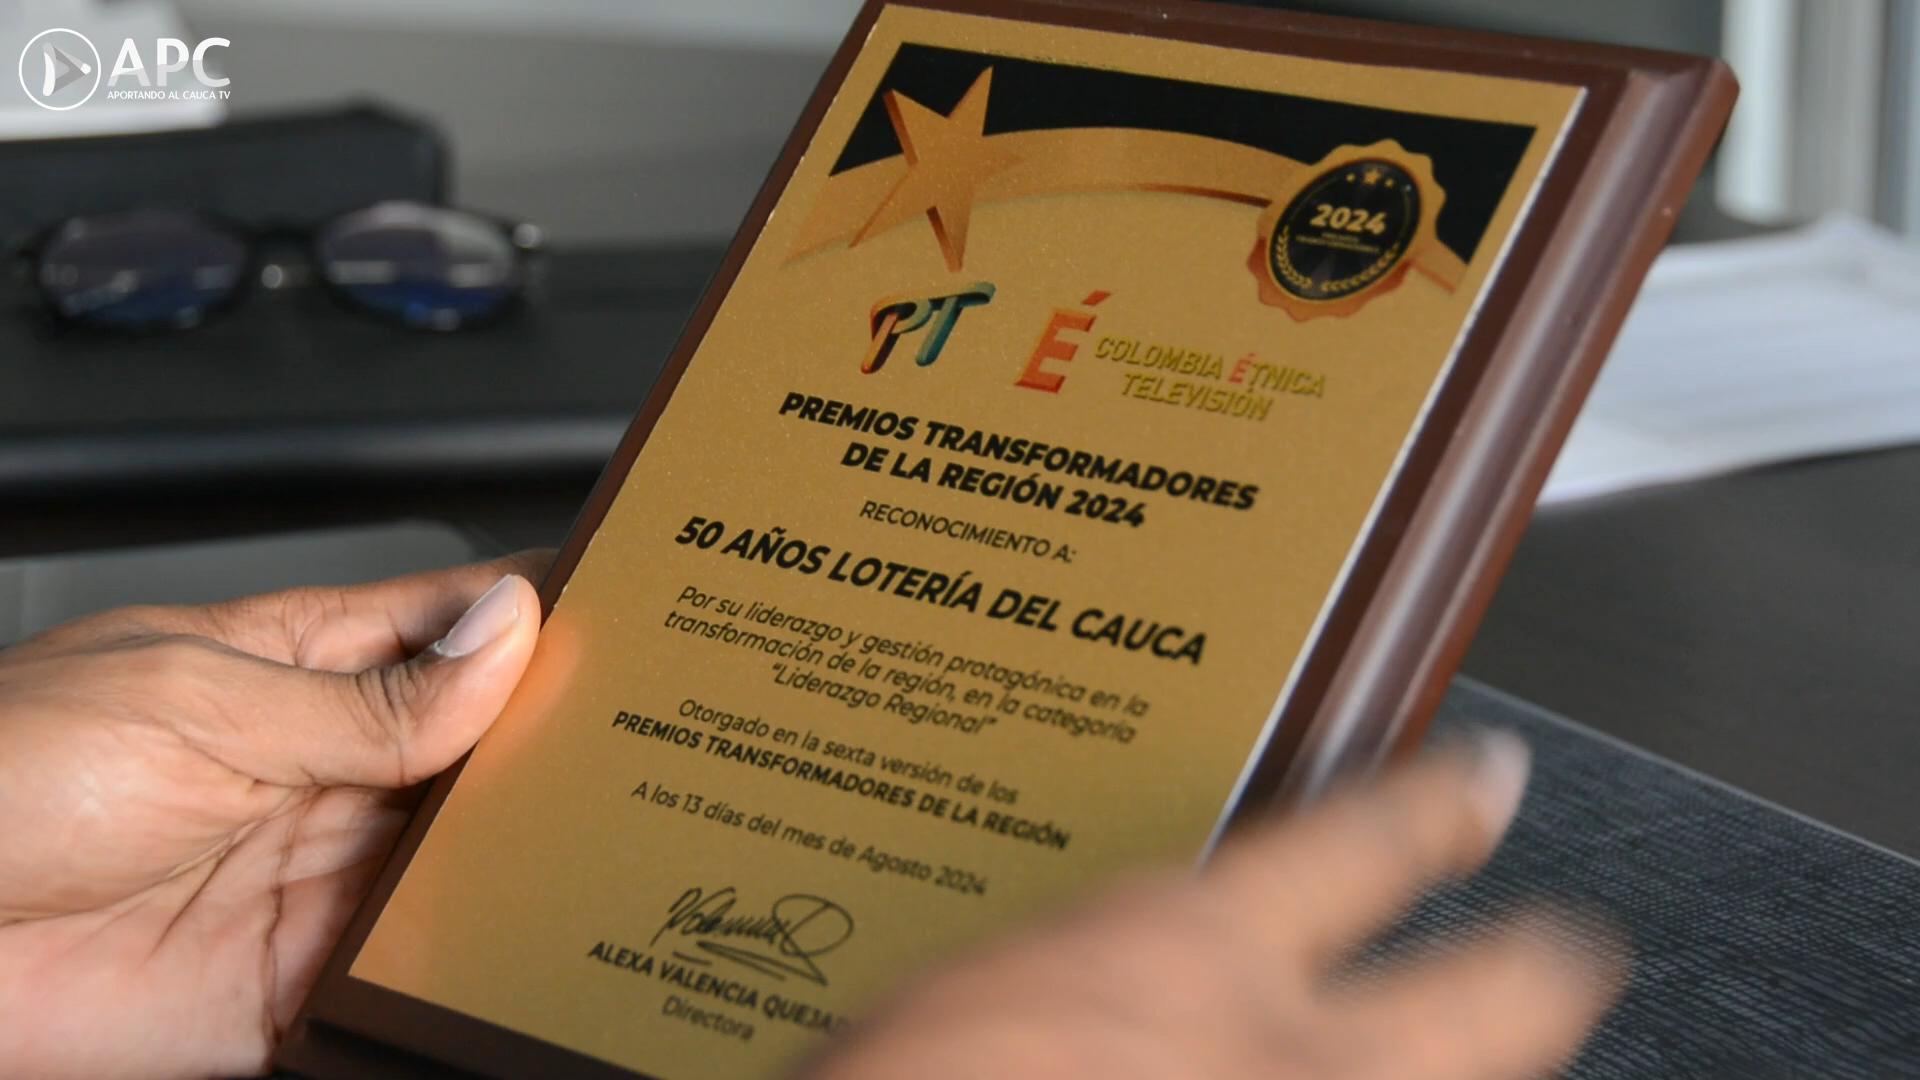 APC
APORTANDO AL CAUCA TV
2024
PT
É
COLOMBIA ÉTNICA
TELEVISIÓN
PREMIOS TRANSFORMADORES
DE LA REGIÓN 2024
RECONOCIMIENTO A:
50 AÑOS LOTERÍA DEL CAUCA
Por su liderazgo y gestión protagónica en la
transformación de la región, en la categoría
“Liderazgo Regional”
Otorgado en la sexta versión de los
PREMIOS TRANSFORMADORES DE LA REGIÓN
A los 13 días del mes de Agosto 2024
ALEXA VALENCIA
Directora